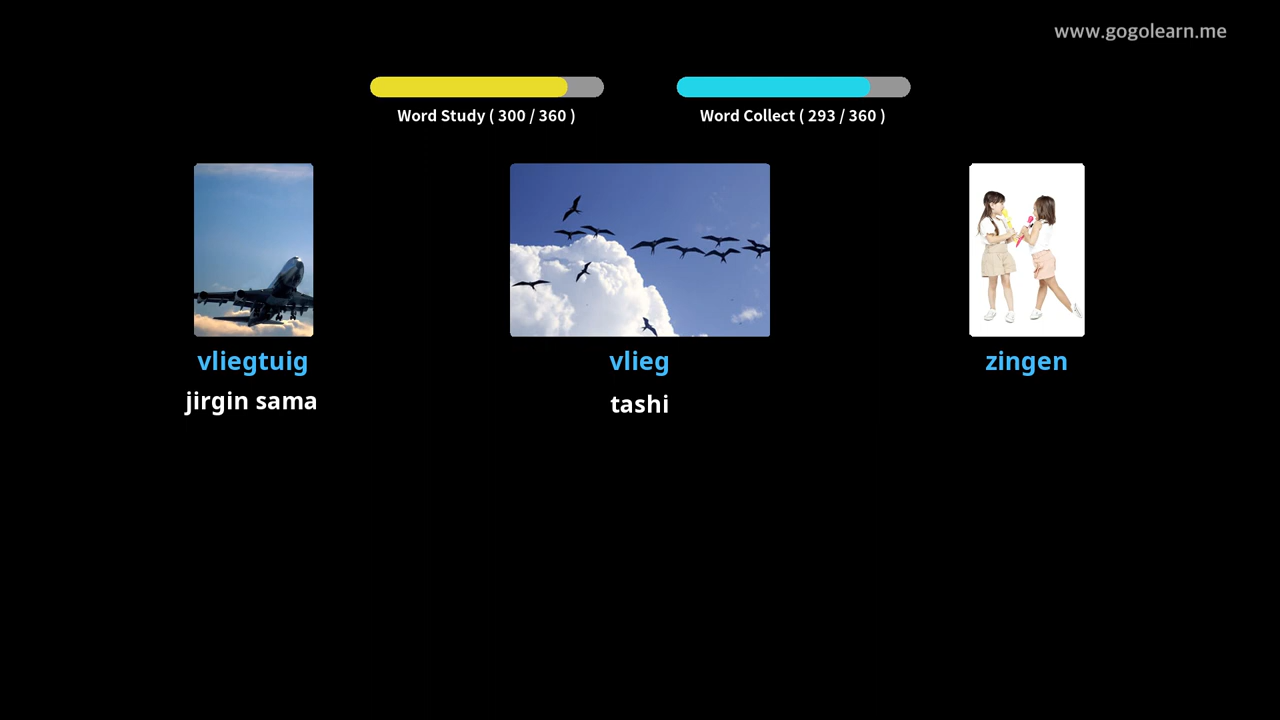 www.gogolearn.me
Word Study ( 300 / 360 )
Word Collect ( 293 / 360 )
vliegtuig
vlieg
zingen
jirgin sama
tashi